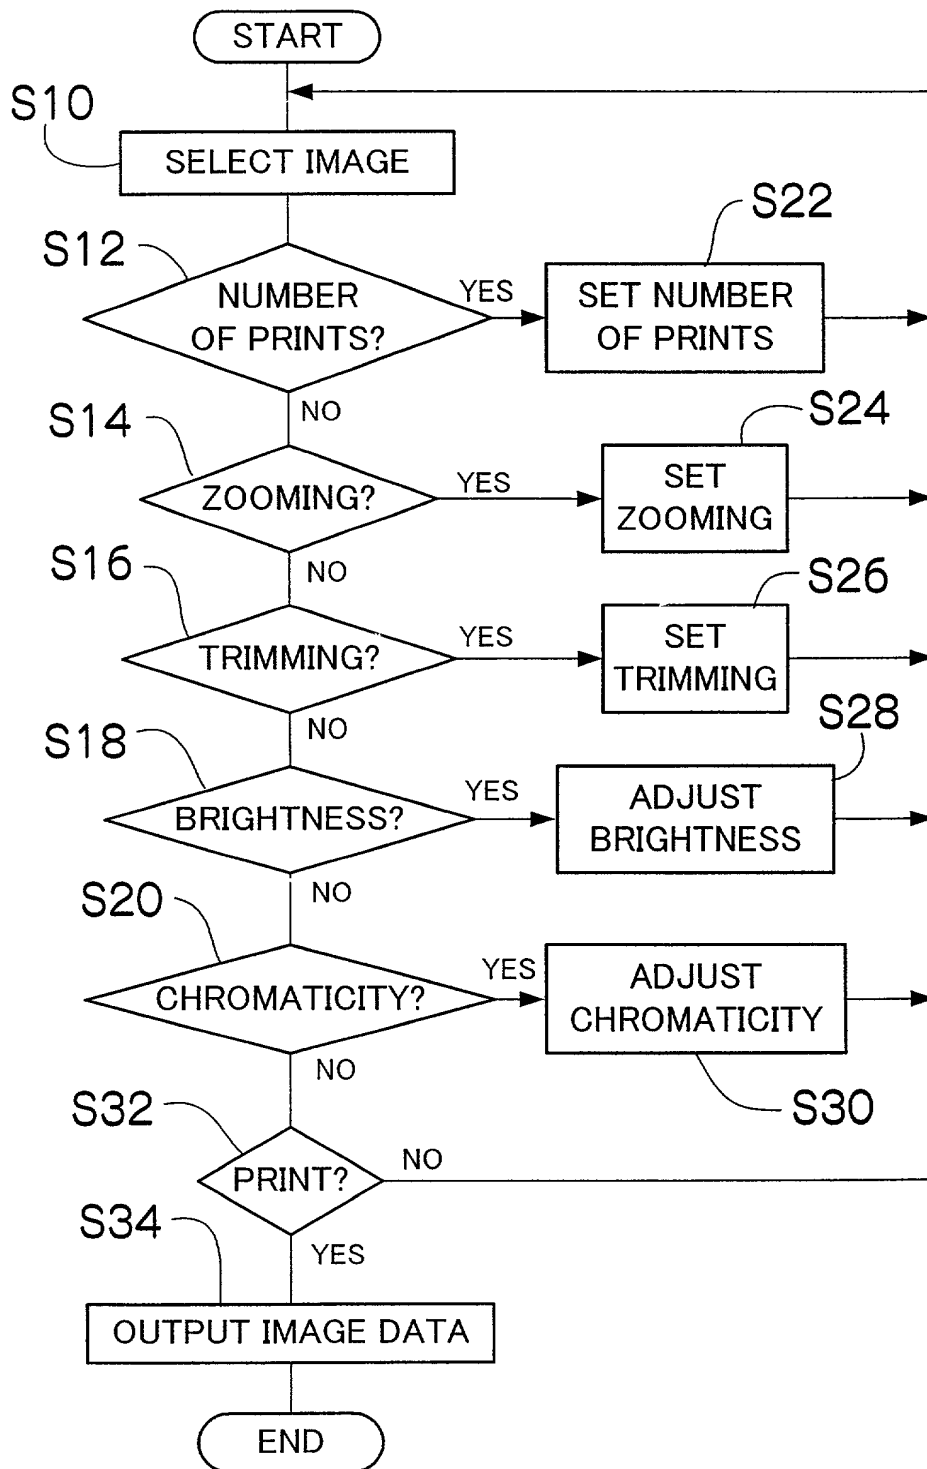 START
S10
SELECT IMAGE
S22
S12
NUMBER
OF PRINTS?
YES
SET NUMBER
OF PRINTS
NO
S24
S14
ZOOMING?
YES
SET
ZOOMING
NO
S16
S26
TRIMMING?
YES
SET
TRIMMING
NO
S28
S18
BRIGHTNESS?
YES
ADJUST
BRIGHTNESS
NO
S20
CHROMATICITY?
YES
ADJUST
CHROMATICITY
NO
S30
S32
PRINT?
NO
S34
YES
OUTPUT IMAGE DATA
END